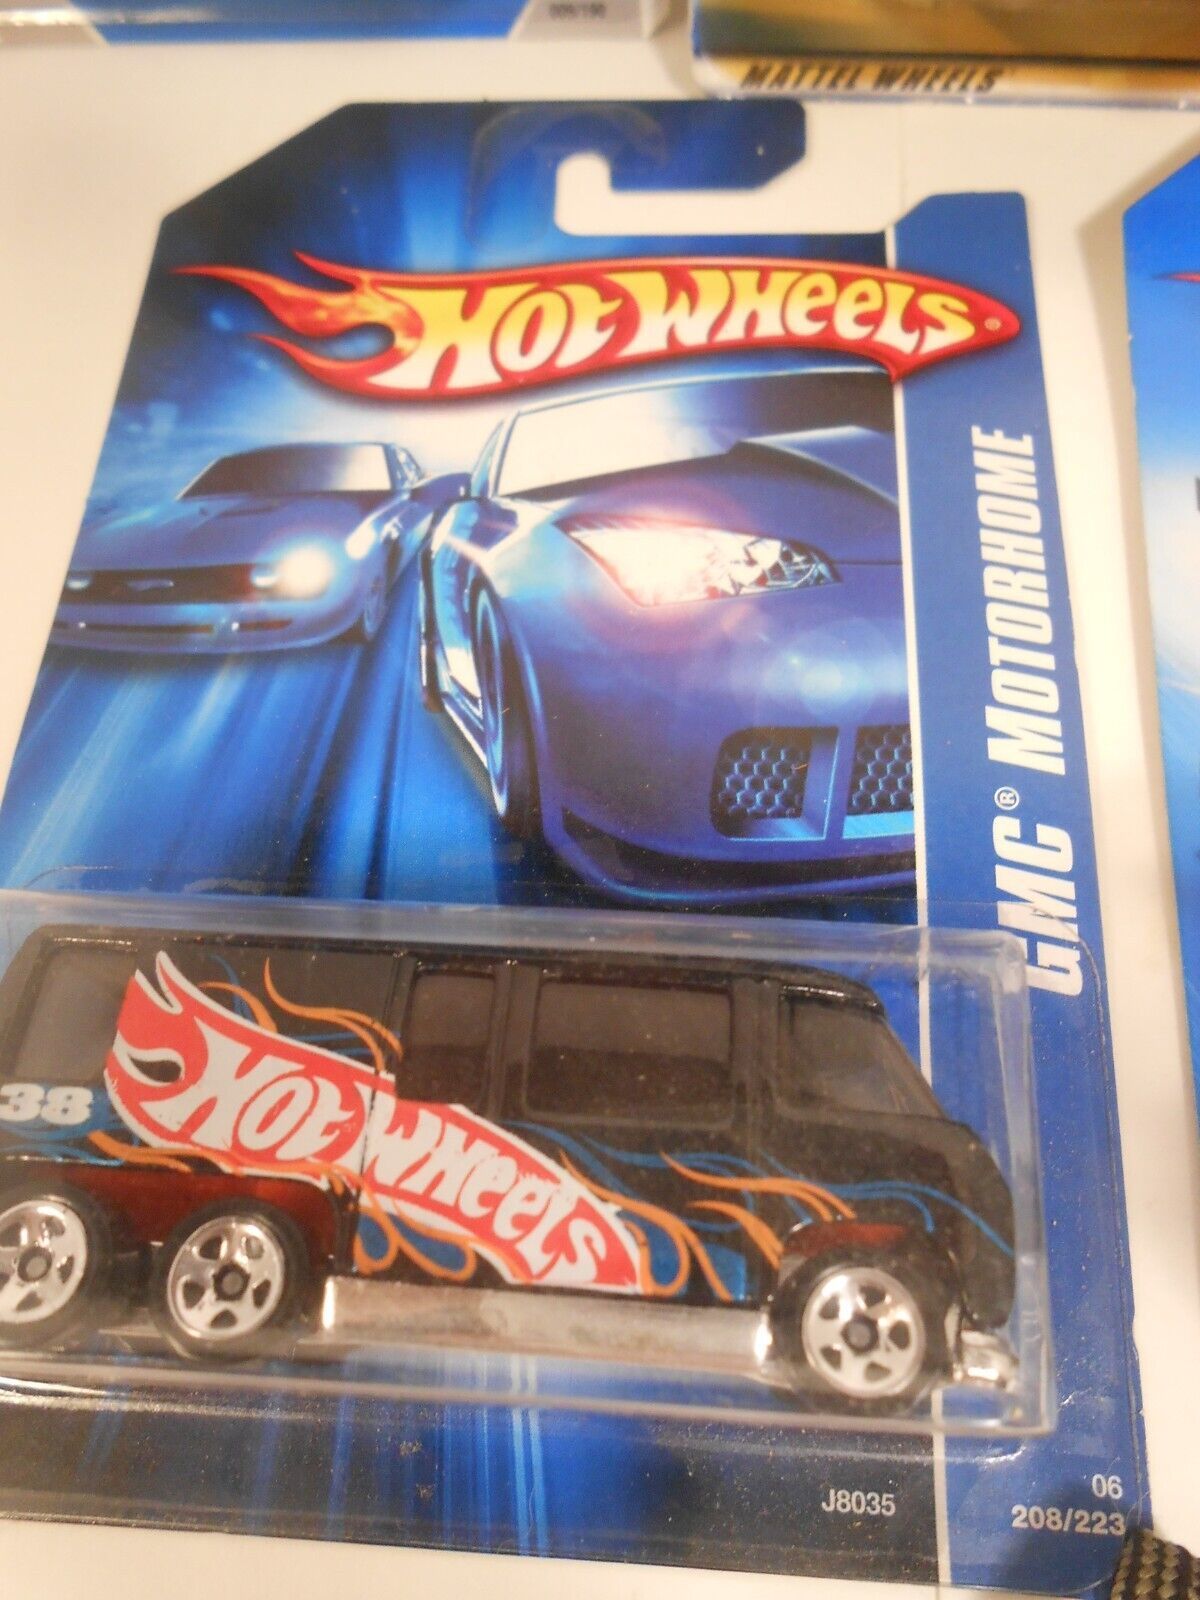 MATTEL WHEELS
HOT WHEELS®
GMC® MOTORHOME
38
HOT WHEELS
J8035
06
208/223